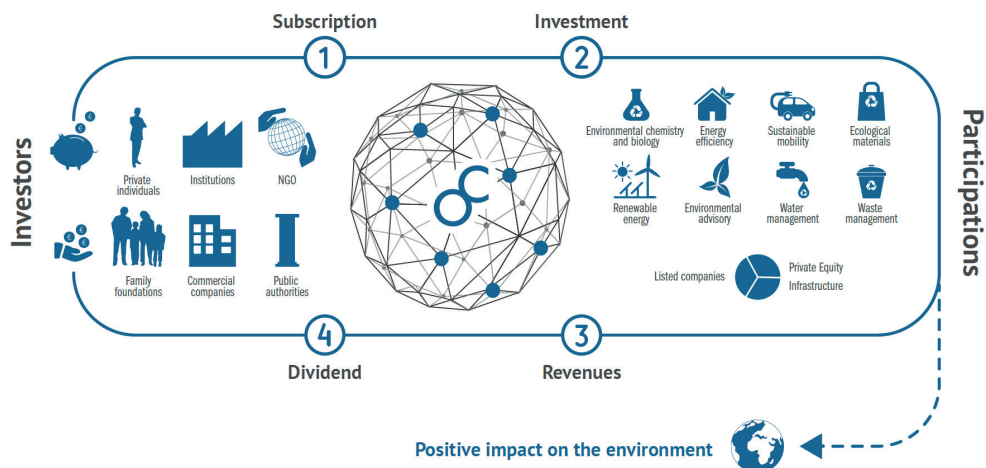 Subscription
Investment
1
2
Investors
Participations
€
€
Private
individuals
Institutions
NGO
Environmental chemistry
and biology
Energy
efficiency
Sustainable
mobility
Ecological
materials
OC
Renewable
energy
Environmental
advisory
Water
management
Waste
management
€
€
€
Family
foundations
Commercial
companies
Public
authorities
Listed companies
Private Equity
Infrastructure
4
3
Dividend
Revenues
Positive impact on the environment